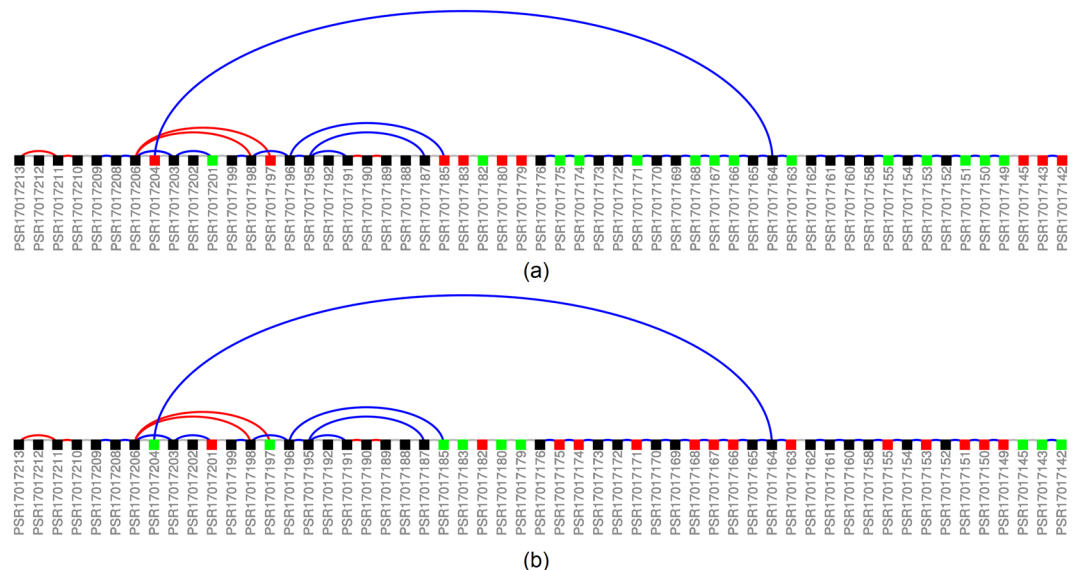 PSR17017213
PSR17017212
PSR17017211
PSR17017210
PSR17017209
PSR17017208
PSR17017206
PSR17017204
PSR17017203
PSR17017202
PSR17017201
PSR17017199
PSR17017198
PSR17017197
PSR17017196
PSR17017195
PSR17017192
PSR17017191
PSR17017190
PSR17017189
PSR17017188
PSR17017187
PSR17017185
PSR17017183
PSR17017182
PSR17017180
PSR17017179
PSR17017176
PSR17017175
PSR17017174
PSR17017173
PSR17017172
PSR17017171
PSR17017170
PSR17017169
PSR17017168
PSR17017167
PSR17017166
PSR17017165
PSR17017164
PSR17017163
PSR17017162
PSR17017161
PSR17017160
PSR17017158
PSR17017155
PSR17017154
PSR17017153
PSR17017152
PSR17017151
PSR17017150
PSR17017149
PSR17017145
PSR17017143
PSR17017142
(a)
PSR17017213
PSR17017212
PSR17017211
PSR17017210
PSR17017209
PSR17017208
PSR17017206
PSR17017204
PSR17017203
PSR17017202
PSR17017201
PSR17017199
PSR17017198
PSR17017197
PSR17017196
PSR17017195
PSR17017192
PSR17017191
PSR17017190
PSR17017189
PSR17017188
PSR17017187
PSR17017185
PSR17017183
PSR17017182
PSR17017180
PSR17017179
PSR17017176
PSR17017175
PSR17017174
PSR17017173
PSR17017172
PSR17017171
PSR17017170
PSR17017169
PSR17017168
PSR17017167
PSR17017166
PSR17017165
PSR17017164
PSR17017163
PSR17017162
PSR17017161
PSR17017160
PSR17017158
PSR17017155
PSR17017154
PSR17017153
PSR17017152
PSR17017151
PSR17017150
PSR17017149
PSR17017145
PSR17017143
PSR17017142
(b)